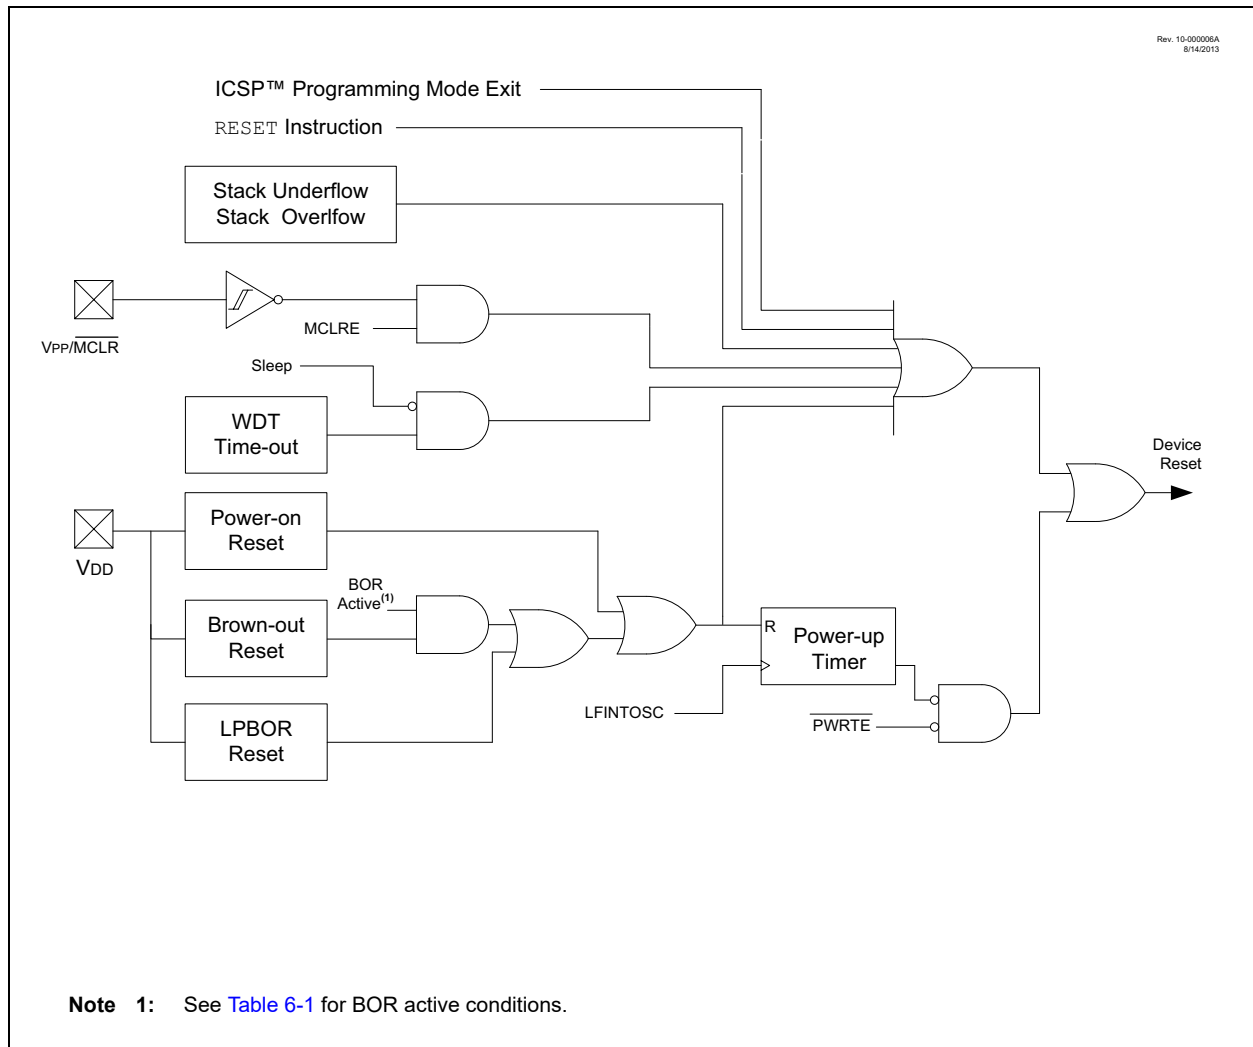 Rev. 10-000006A
8/14/2013
ICSP™ Programming Mode Exit
RESET Instruction
Stack Underflow
Stack Overlfow
VPP/MCLR
MCLRE
Sleep
WDT
Time-out
Device
Reset
VDD
Power-on
Reset
BOR
Active(1)
Brown-out
Reset
R
Power-up
Timer
LFINTOSC
PWRTE
LPBOR
Reset
Note 1: See Table 6-1 for BOR active conditions.